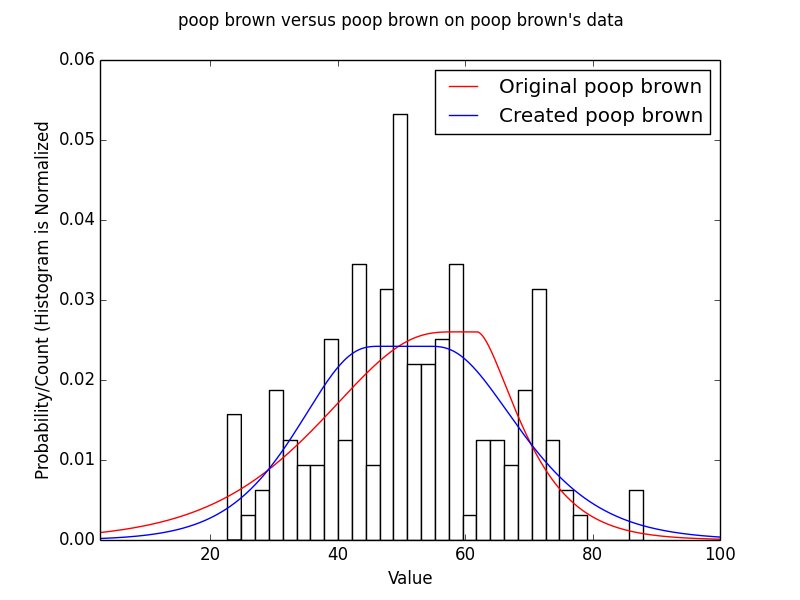 poop brown versus poop brown on poop brown's data
Original poop brown
Created poop brown
Probability/Count (Histogram is Normalized
0.06
0.05
0.04
0.03
0.02
0.01
0.00
20 40 60 80 100
Value